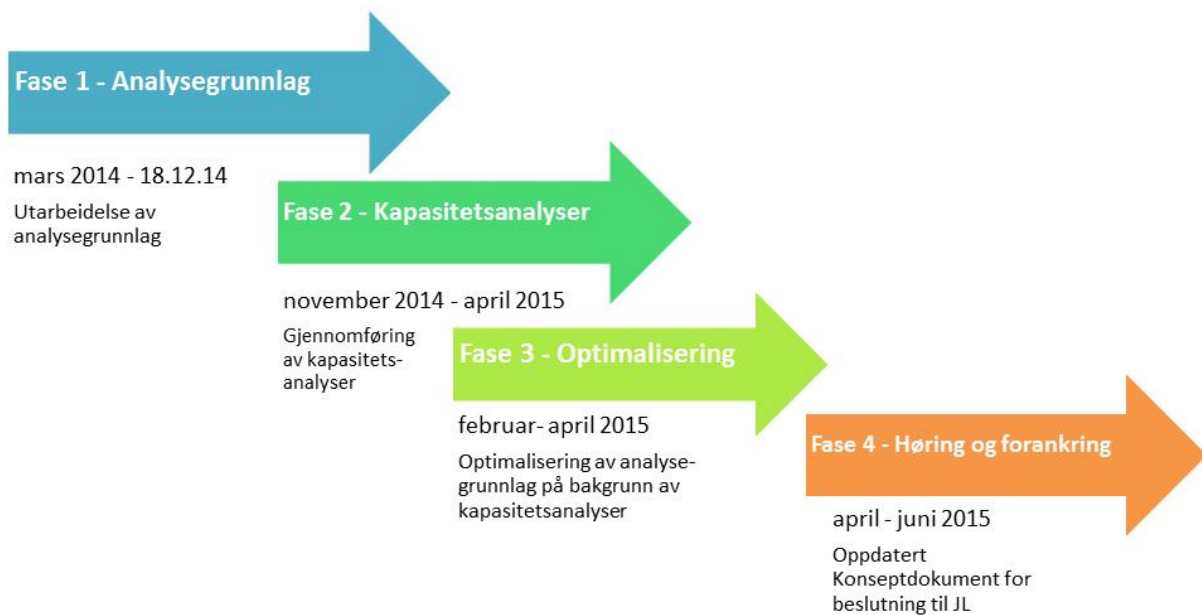 Fase 1 - Analysegrunnlag
mars 2014 - 18.12.14
Utarbeidelse av
analysegrunnlag
Fase 2 - Kapasitetsanalyser
november 2014 - april 2015
Gjennomføring
av kapasitets-
analyser
Fase 3 - Optimalisering
februar- april 2015
Optimalisering av analyse-
grunnlag på bakgrunn av
kapasitetsanalyser
Fase 4 - Høring og forankring
april - juni 2015
Oppdatert
Konseptdokument for
beslutning til JL